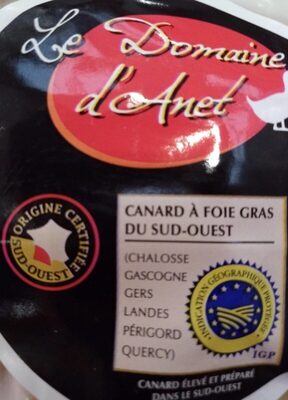 Le Domaine
d'Anet
ORIGINE CERTIFIÉE
SUD-OUEST
CANARD À FOIE GRAS
DU SUD-OUEST
(CHALOSSE
GASCOGNE
GERS
LANDES
PÉRIGORD
QUERCY)
INDICATION GÉOGRAPHIQUE PROTÉGÉE
IGP
CANARD ÉLEVÉ ET PRÉPARÉ
DANS LE SUD-OUEST